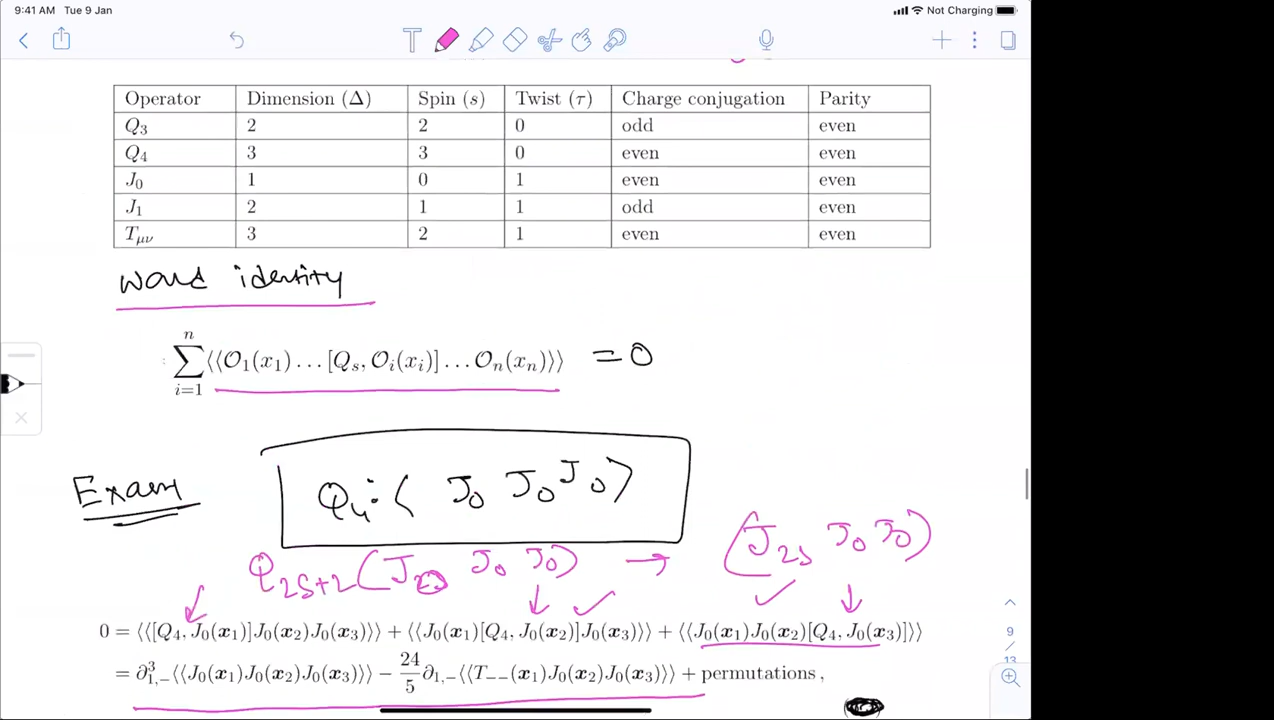 9:41 AM Tue 9 Jan
Not Charging
Operator Dimension (Δ) Spin (s) Twist (τ) Charge conjugation Parity
Q₃ 2 2 0 odd even
Q₄ 3 3 0 even even
J₀ 1 0 1 even even
J₁ 2 1 1 odd even
T_μν 3 2 1 even even
Ward identity
∑ⁿᵢ₌₁⟨⟨𝒪₁(x₁) … [Q_s, 𝒪ᵢ(xᵢ)] … 𝒪ₙ(xₙ)⟩⟩ = 0
Q₄ : ⟨ J₀ J₀ J₀ ⟩
Q₂ₛ₊₂ ( J J₀ J₀ ) → ( J₂ₛ J₀ J₀ )
0 = ⟨⟨[Q₄, J₀(x₁)]J₀(x₂)J₀(x₃)⟩⟩ + ⟨⟨J₀(x₁)[Q₄, J₀(x₂)]J₀(x₃)⟩⟩ + ⟨⟨J₀(x₁)J₀(x₂)[Q₄, J₀(x₃)]⟩⟩
= ∂³₁,₋⟨⟨J₀(x₁)J₀(x₂)J₀(x₃)⟩⟩ − 24/5 ∂₁,₋⟨⟨T₋₋(x₁)J₀(x₂)J₀(x₃)⟩⟩ + permutations ,
9
13